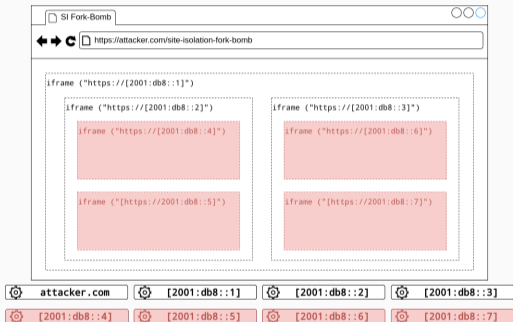 SI Fork-Bomb
https://attacker.com/site-isolation-fork-bomb
iframe ("https://[2001:db8::1]")
iframe ("https://[2001:db8::2]")
iframe ("https://[2001:db8::3]")
iframe ("https://[2001:db8::4]")
iframe ("https://[2001:db8::6]")
iframe ("[https://2001:db8::5]")
iframe ("[https://2001:db8::7]")
attacker.com
[2001:db8::1]
[2001:db8::2]
[2001:db8::3]
[2001:db8::4]
[2001:db8::5]
[2001:db8::6]
[2001:db8::7]